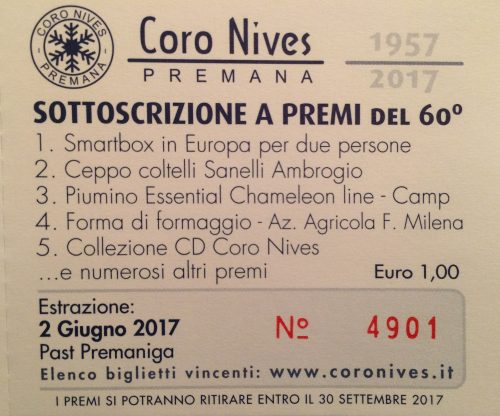 CORO NIVES
PREMANA
Coro Nives
PREMANA
1957
2017
SOTTOSCRIZIONE A PREMI DEL 60º
1. Smartbox in Europa per due persone
2. Ceppo coltelli Sanelli Ambrogio
3. Piumino Essential Chameleon line - Camp
4. Forma di formaggio - Az. Agricola F. Milena
5. Collezione CD Coro Nives
...e numerosi altri premi Euro 1,00
Estrazione:
2 Giugno 2017
Past Premaniga
Nº 4901
Elenco biglietti vincenti: www.coronives.it
I PREMI SI POTRANNO RITIRARE ENTRO IL 30 SETTEMBRE 2017